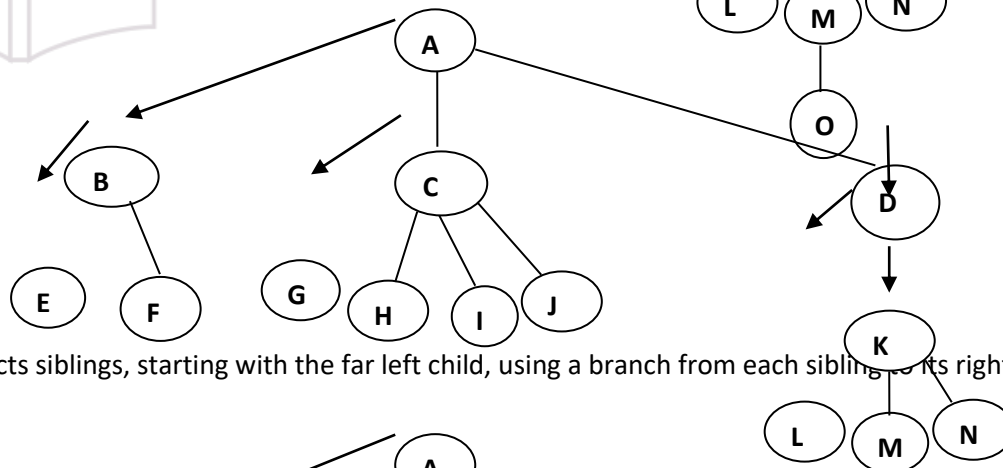 L M N
A
O
B C D
E F G H I J
K
cts siblings, starting with the far left child, using a branch from each sibling to its right
L M N
A